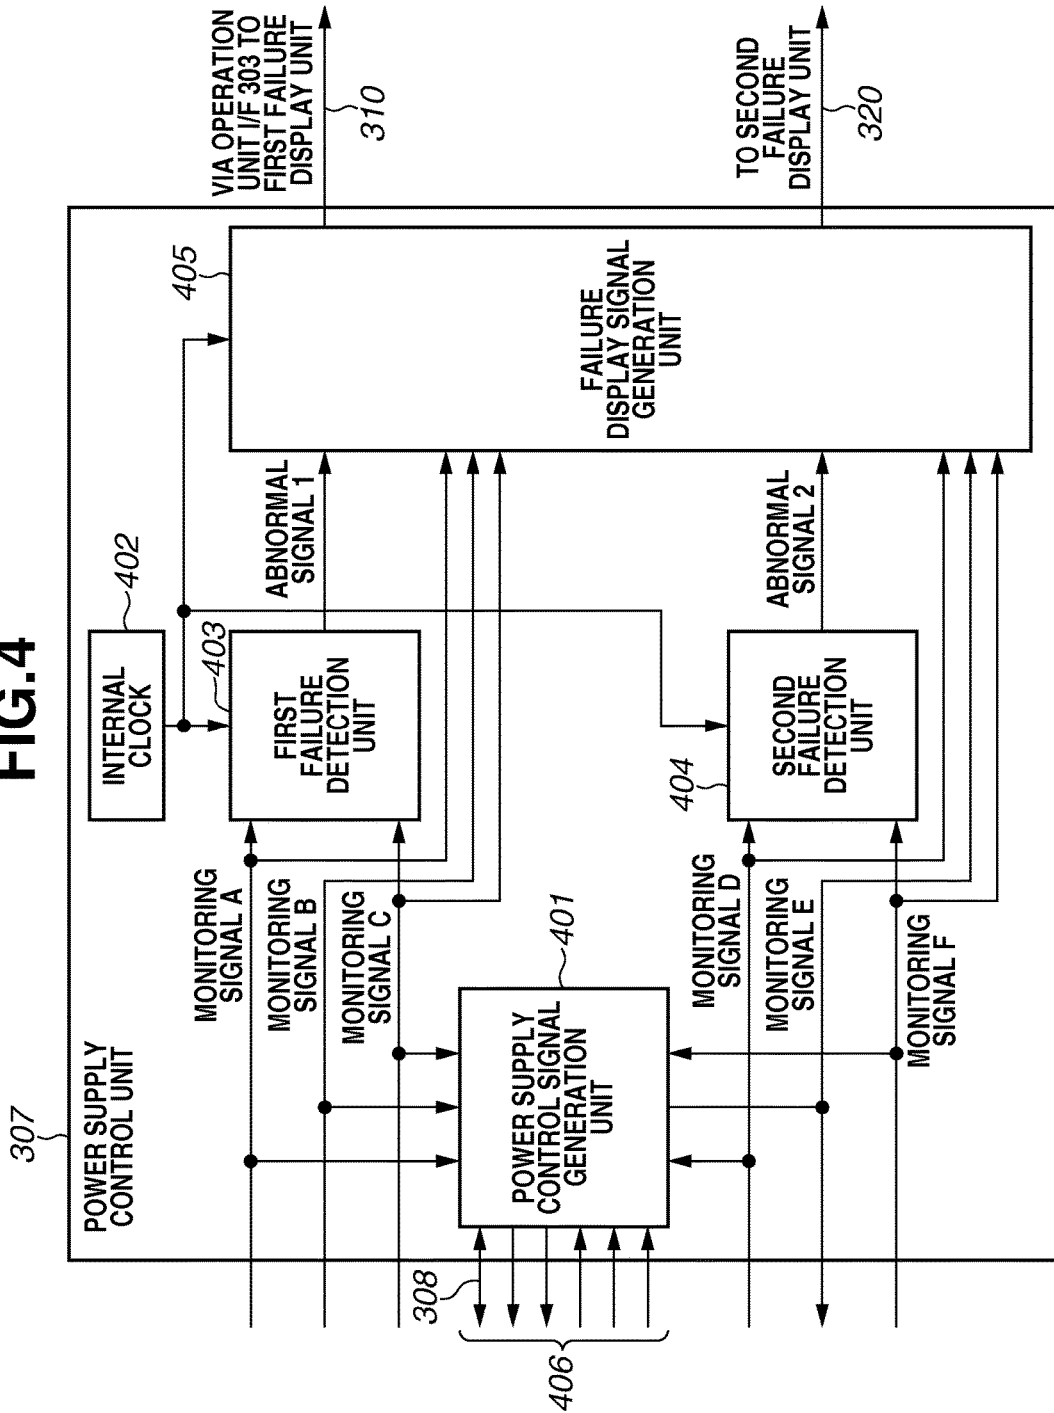 FIG.4
307
POWER SUPPLY
CONTROL UNIT
INTERNAL
CLOCK
402
403
405
VIA OPERATION
UNIT I/F 303 TO
FIRST FAILURE
DISPLAY UNIT
310
MONITORING
SIGNAL A
MONITORING
SIGNAL B
MONITORING
SIGNAL C
FIRST
FAILURE
DETECTION
UNIT
ABNORMAL
SIGNAL 1
FAILURE
DISPLAY SIGNAL
GENERATION
UNIT
308
406
POWER SUPPLY
CONTROL SIGNAL
GENERATION
UNIT
401
404
MONITORING
SIGNAL D
MONITORING
SIGNAL E
MONITORING
SIGNAL F
SECOND
FAILURE
DETECTION
UNIT
ABNORMAL
SIGNAL 2
TO SECOND
FAILURE
DISPLAY UNIT
320